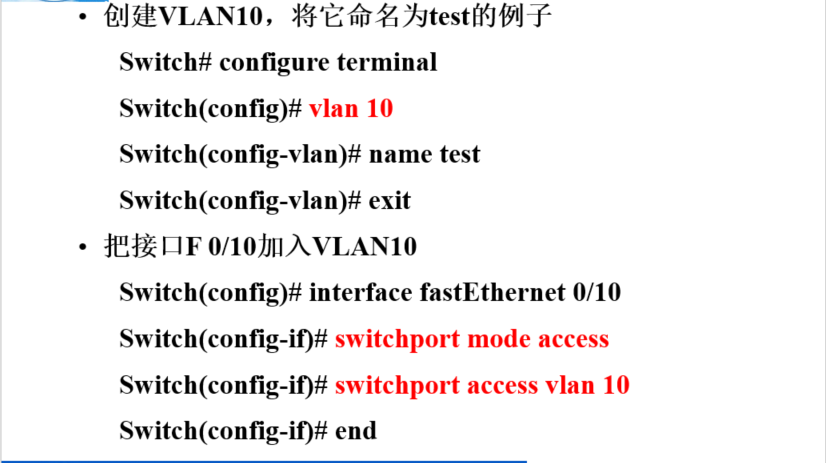 • 创建VLAN10，将它命名为test的例子
Switch# configure terminal
Switch(config)# vlan 10
Switch(config-vlan)# name test
Switch(config-vlan)# exit
• 把接口F 0/10加入VLAN10
Switch(config)# interface fastEthernet 0/10
Switch(config-if)# switchport mode access
Switch(config-if)# switchport access vlan 10
Switch(config-if)# end